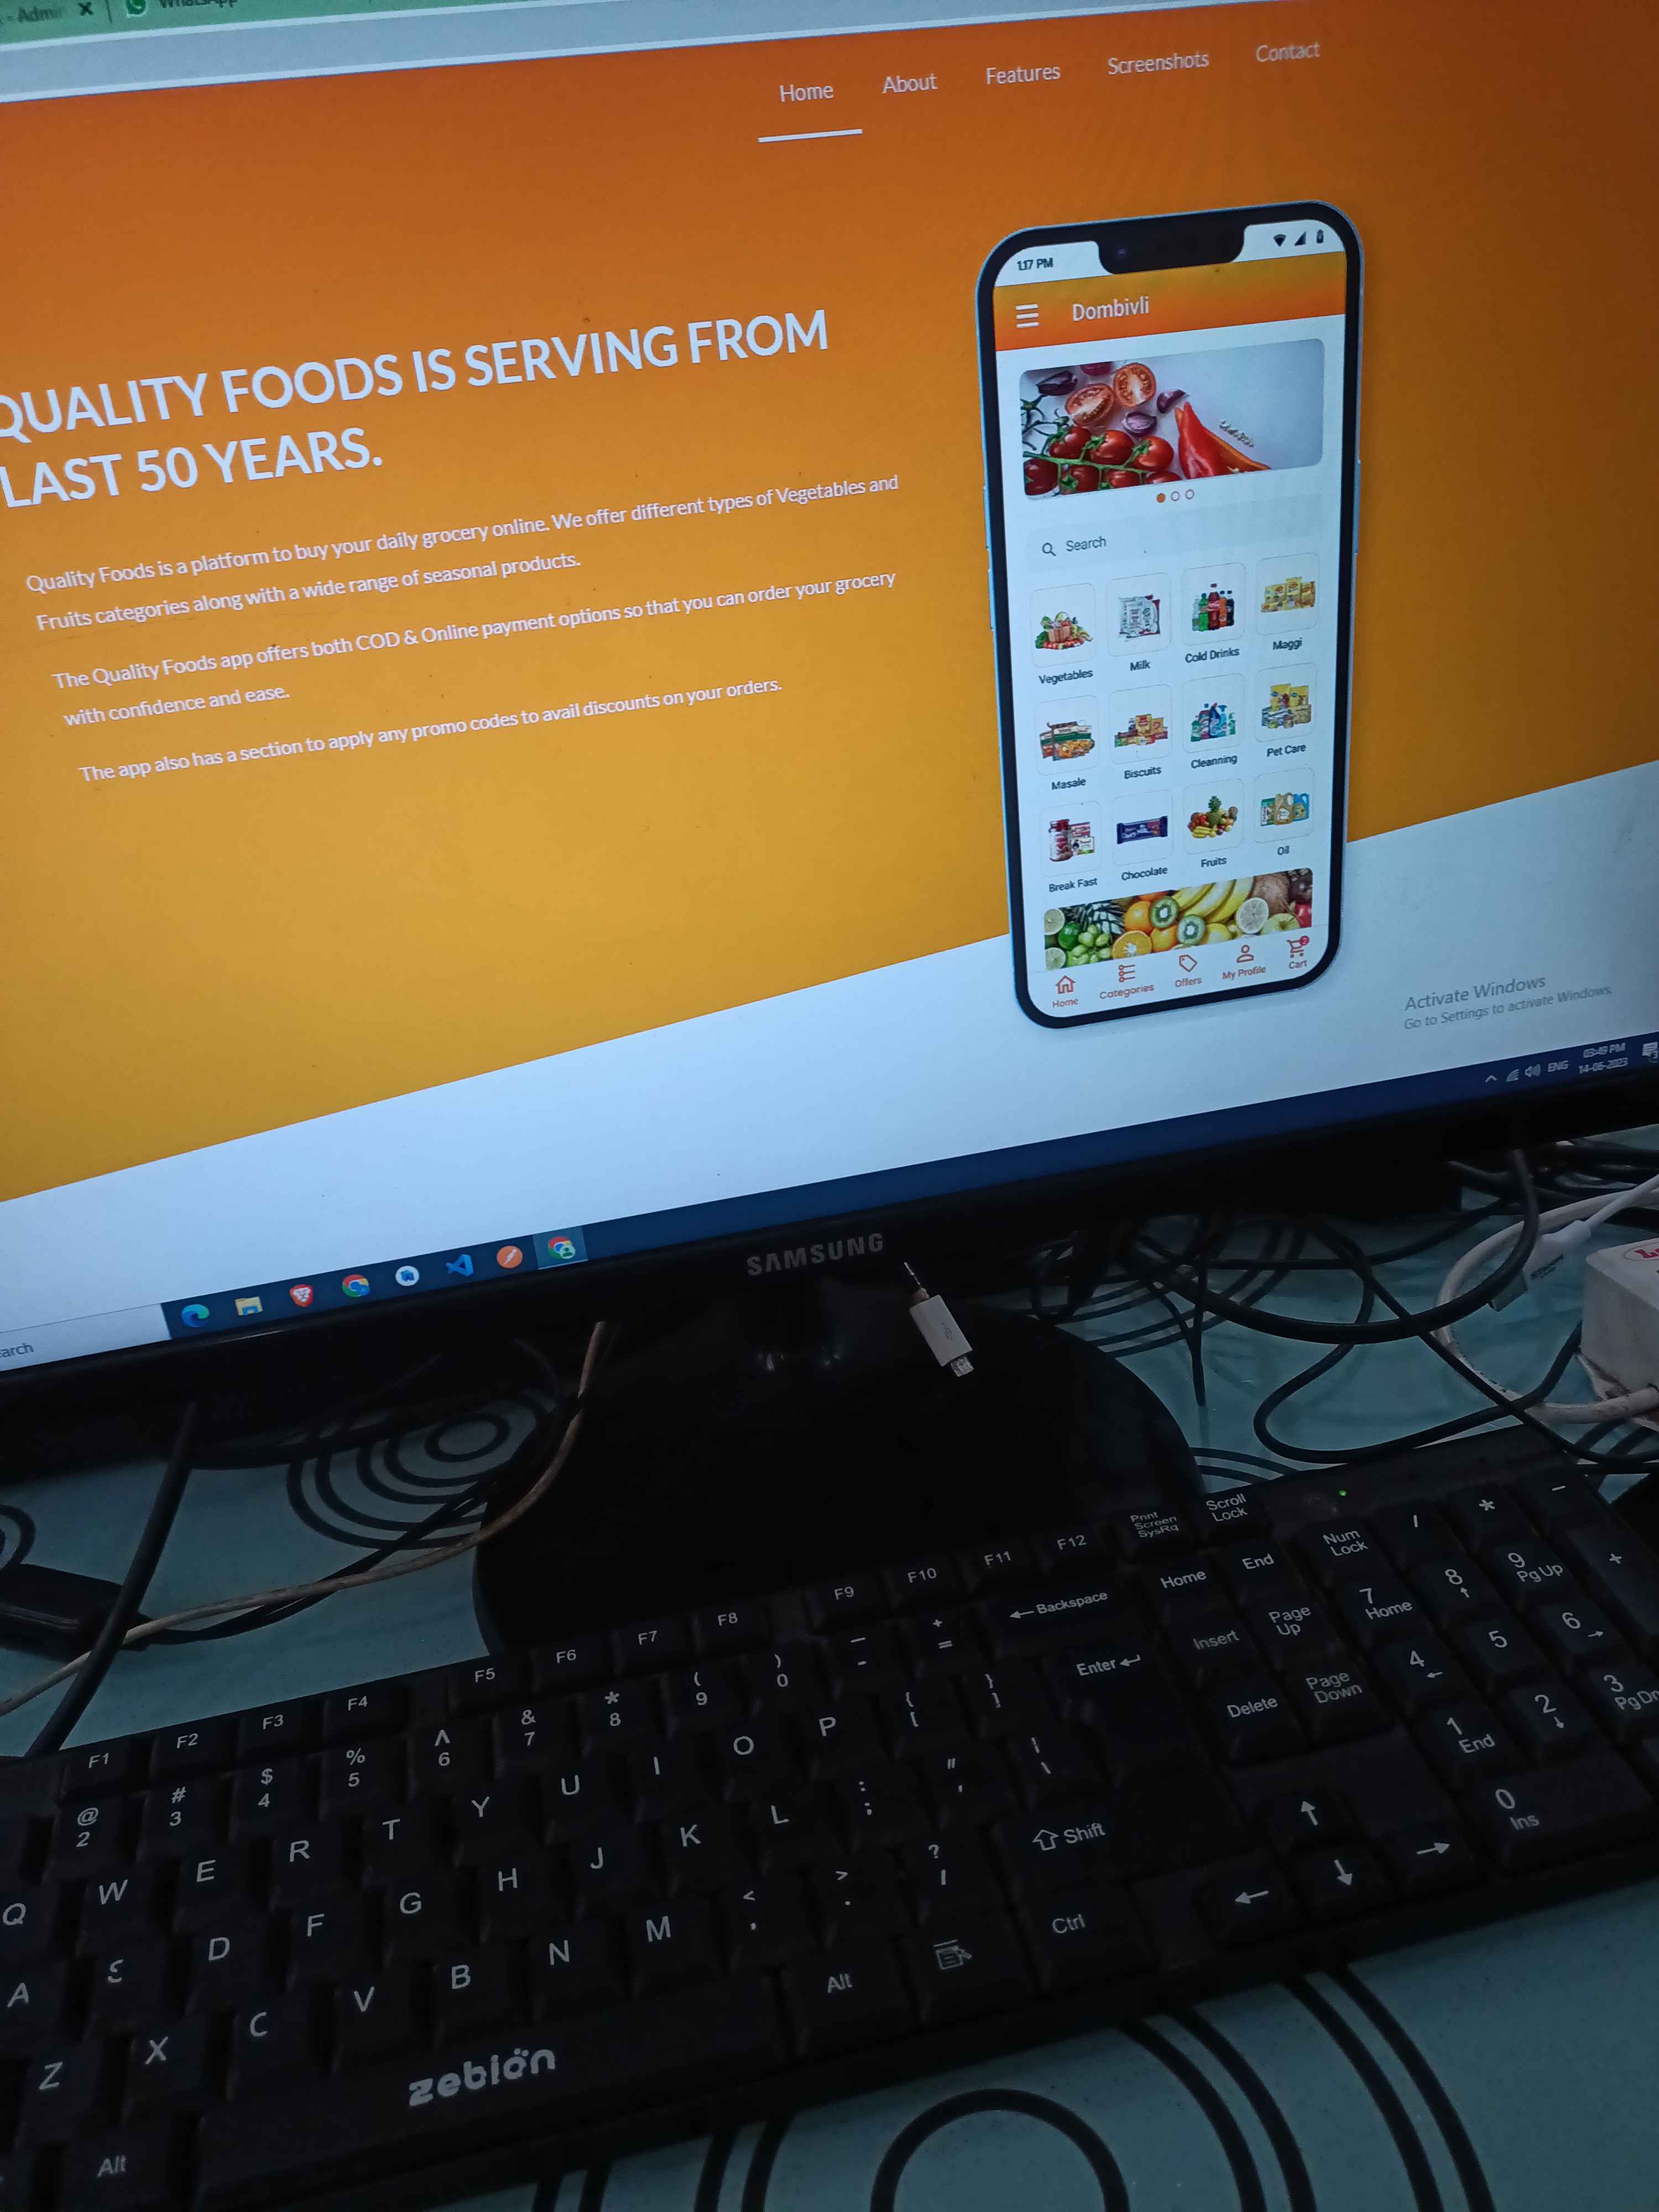 - Admin
WhatsApp
Home About Features Screenshots Contact
QUALITY FOODS IS SERVING FROM
LAST 50 YEARS.
Quality Foods is a platform to buy your daily grocery online. We offer different types of Vegetables and
Fruits categories along with a wide range of seasonal products.
The Quality Foods app offers both COD & Online payment options so that you can order your grocery
with confidence and ease.
The app also has a section to apply any promo codes to avail discounts on your orders.
1:17 PM
Dombivli
Search
Vegetables Milk Cold Drinks Maggi
Masale Biscuits Cleanning Pet Care
Break Fast Chocolate Fruits Oil
Home Categories Offers My Profile Cart
Activate Windows
Go to Settings to activate Windows.
ENG
03:49 PM
14-06-2023
arch
SAMSUNG
F1 F2 F3 F4 F5 F6 F7 F8 F9 F10 F11 F12 Print Screen SysRq Scroll Lock
@ 2 # 3 $ 4 % 5 ^ 6 & 7 * 8 ( 9 ) 0 _ - + = ← Backspace Home End Num Lock / * -
Q W E R T Y U I O P { [ } ] Enter Insert Page Up 7 Home 8 ↑ 9 Pg Up +
A S D F G H J K L : ; " ' | \ Delete Page Down 4 ← 5 6 →
Z X C V B N M < , > . ? / Shift ↑ 1 End 2 ↓ 3 Pg Dn
Alt Alt Ctrl ← ↓ → 0 Ins
zebion